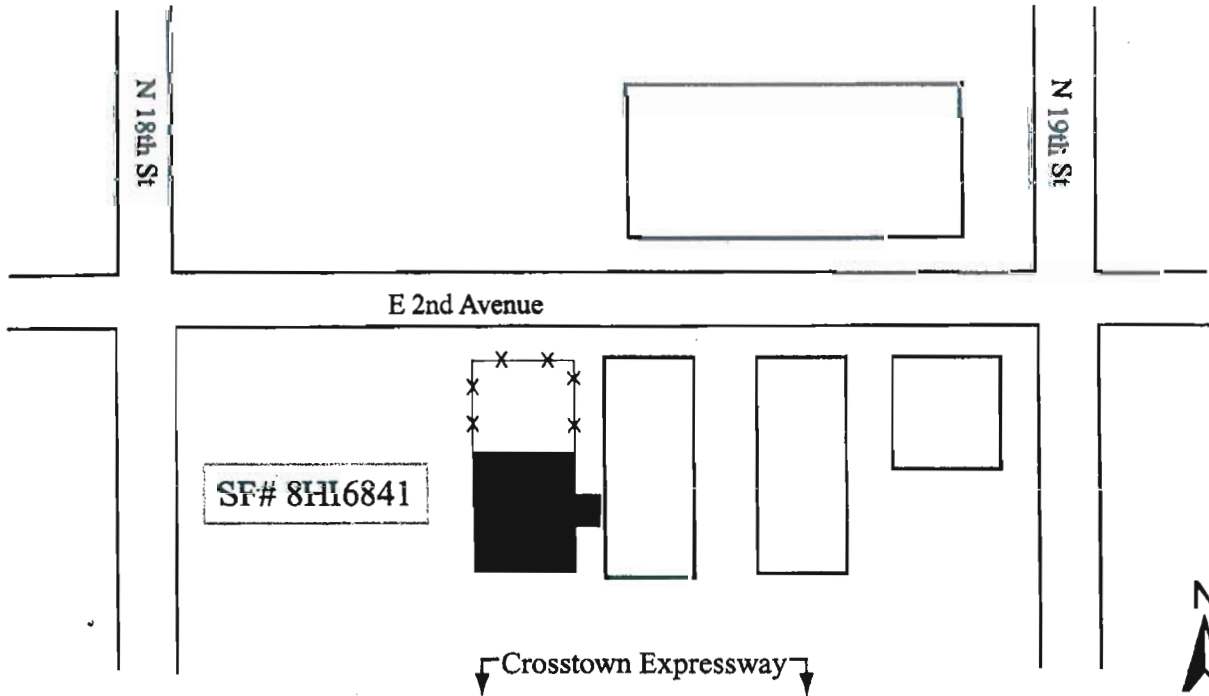 N 18th St
N 19th St
E 2nd Avenue
SF# 8HI6841
Crosstown Expressway
N